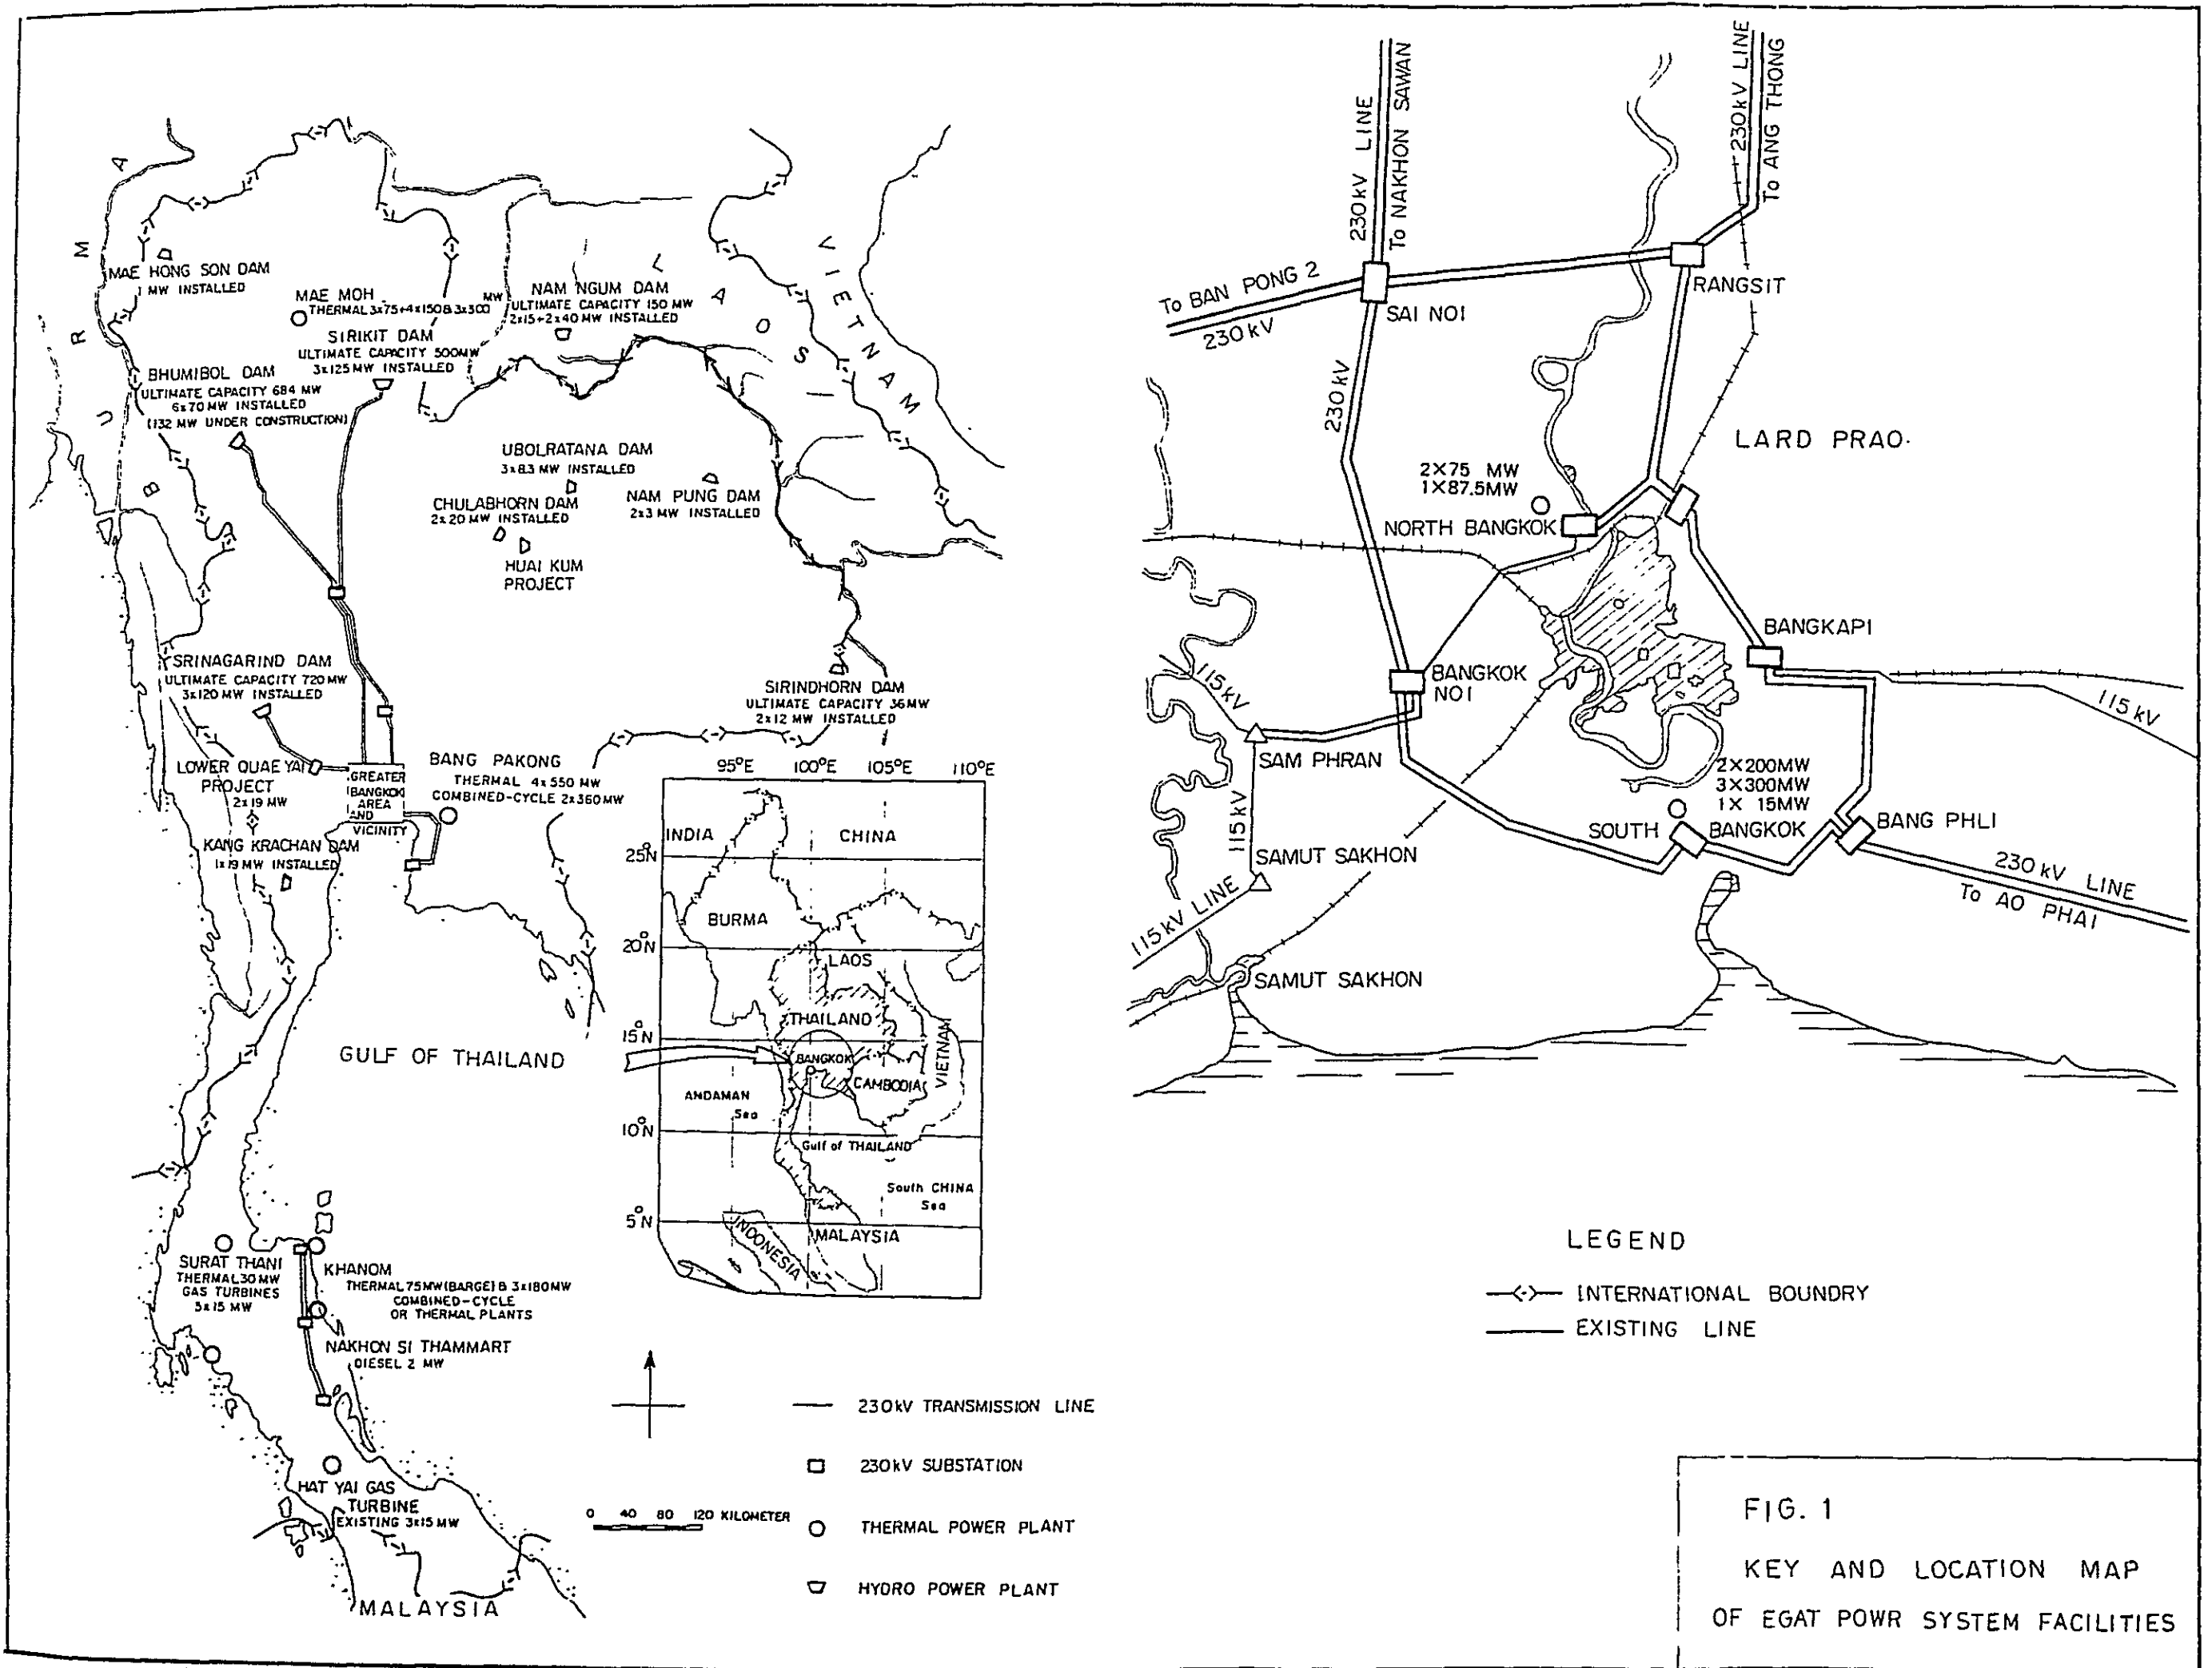 B U R M A
MAE HONG SON DAM
1 MW INSTALLED
MAE MOH
THERMAL 3x75+4x150&3x300 MW
NAM NGUM DAM
ULTIMATE CAPACITY 150 MW
2x15+2x40 MW INSTALLED
L A O S
V I E T N A M
SIRIKIT DAM
ULTIMATE CAPACITY 500MW
3x125 MW INSTALLED
BHUMIBOL DAM
ULTIMATE CAPACITY 684 MW
6x70 MW INSTALLED
(132 MW UNDER CONSTRUCTION)
UBOLRATANA DAM
3x8.3 MW INSTALLED
CHULABHORN DAM
2x20 MW INSTALLED
NAM PUNG DAM
2x3 MW INSTALLED
HUAI KUM
PROJECT
SRINAGARIND DAM
ULTIMATE CAPACITY 720 MW
3x120 MW INSTALLED
SIRINDHORN DAM
ULTIMATE CAPACITY 36MW
2x12 MW INSTALLED
LOWER QUAE YAI
PROJECT
2x19 MW
GREATER
BANGKOK
AREA
AND
VICINITY
BANG PAKONG
THERMAL 4x550 MW
COMBINED-CYCLE 2x360MW
KANG KRACHAN DAM
1x19 MW INSTALLED
GULF OF THAILAND
95°E 100°E 105°E 110°E
INDIA
CHINA
25°N
BURMA
20°N
LAOS
THAILAND
15°N
BANGKOK
VIETNAM
CAMBODIA
ANDAMAN
Sea
10°N
Gulf of THAILAND
South CHINA
Sea
5°N
MALAYSIA
INDONESIA
SURAT THANI
THERMAL 30 MW
GAS TURBINES
3x15 MW
KHANOM
THERMAL 75MW(BARGE) & 3x180MW
COMBINED-CYCLE
OR THERMAL PLANTS
NAKHON SI THAMMART
DIESEL 2 MW
HAT YAI GAS
TURBINE
EXISTING 3x15 MW
MALAYSIA
230kV TRANSMISSION LINE
230kV SUBSTATION
0 40 80 120 KILOMETER
THERMAL POWER PLANT
HYDRO POWER PLANT
230kV LINE
To NAKHON SAWAN
230kV LINE
To ANG THONG
To BAN PONG 2
230kV
SAI NOI
RANGSIT
230kV
LARD PRAO
2X75 MW
1X87.5MW
NORTH BANGKOK
BANGKAPI
BANGKOK
NOI
115kV
115kV
SAM PHRAN
115kV
2X200MW
3X300MW
1X 15MW
SOUTH BANGKOK
BANG PHLI
SAMUT SAKHON
115kV LINE
230kV LINE
To AO PHAI
SAMUT SAKHON
LEGEND
INTERNATIONAL BOUNDRY
EXISTING LINE
FIG. 1
KEY AND LOCATION MAP
OF EGAT POWR SYSTEM FACILITIES